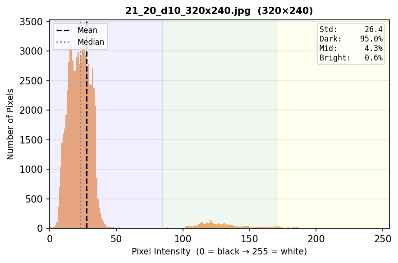 21_20_d10_320x240.jpg (320×240)
Mean
Median
Std: 26.4
Dark: 95.0%
Mid: 4.3%
Bright: 0.6%
Number of Pixels
3500
3000
2500
2000
1500
1000
500
0
0 50 100 150 200 250
Pixel Intensity (0 = black → 255 = white)